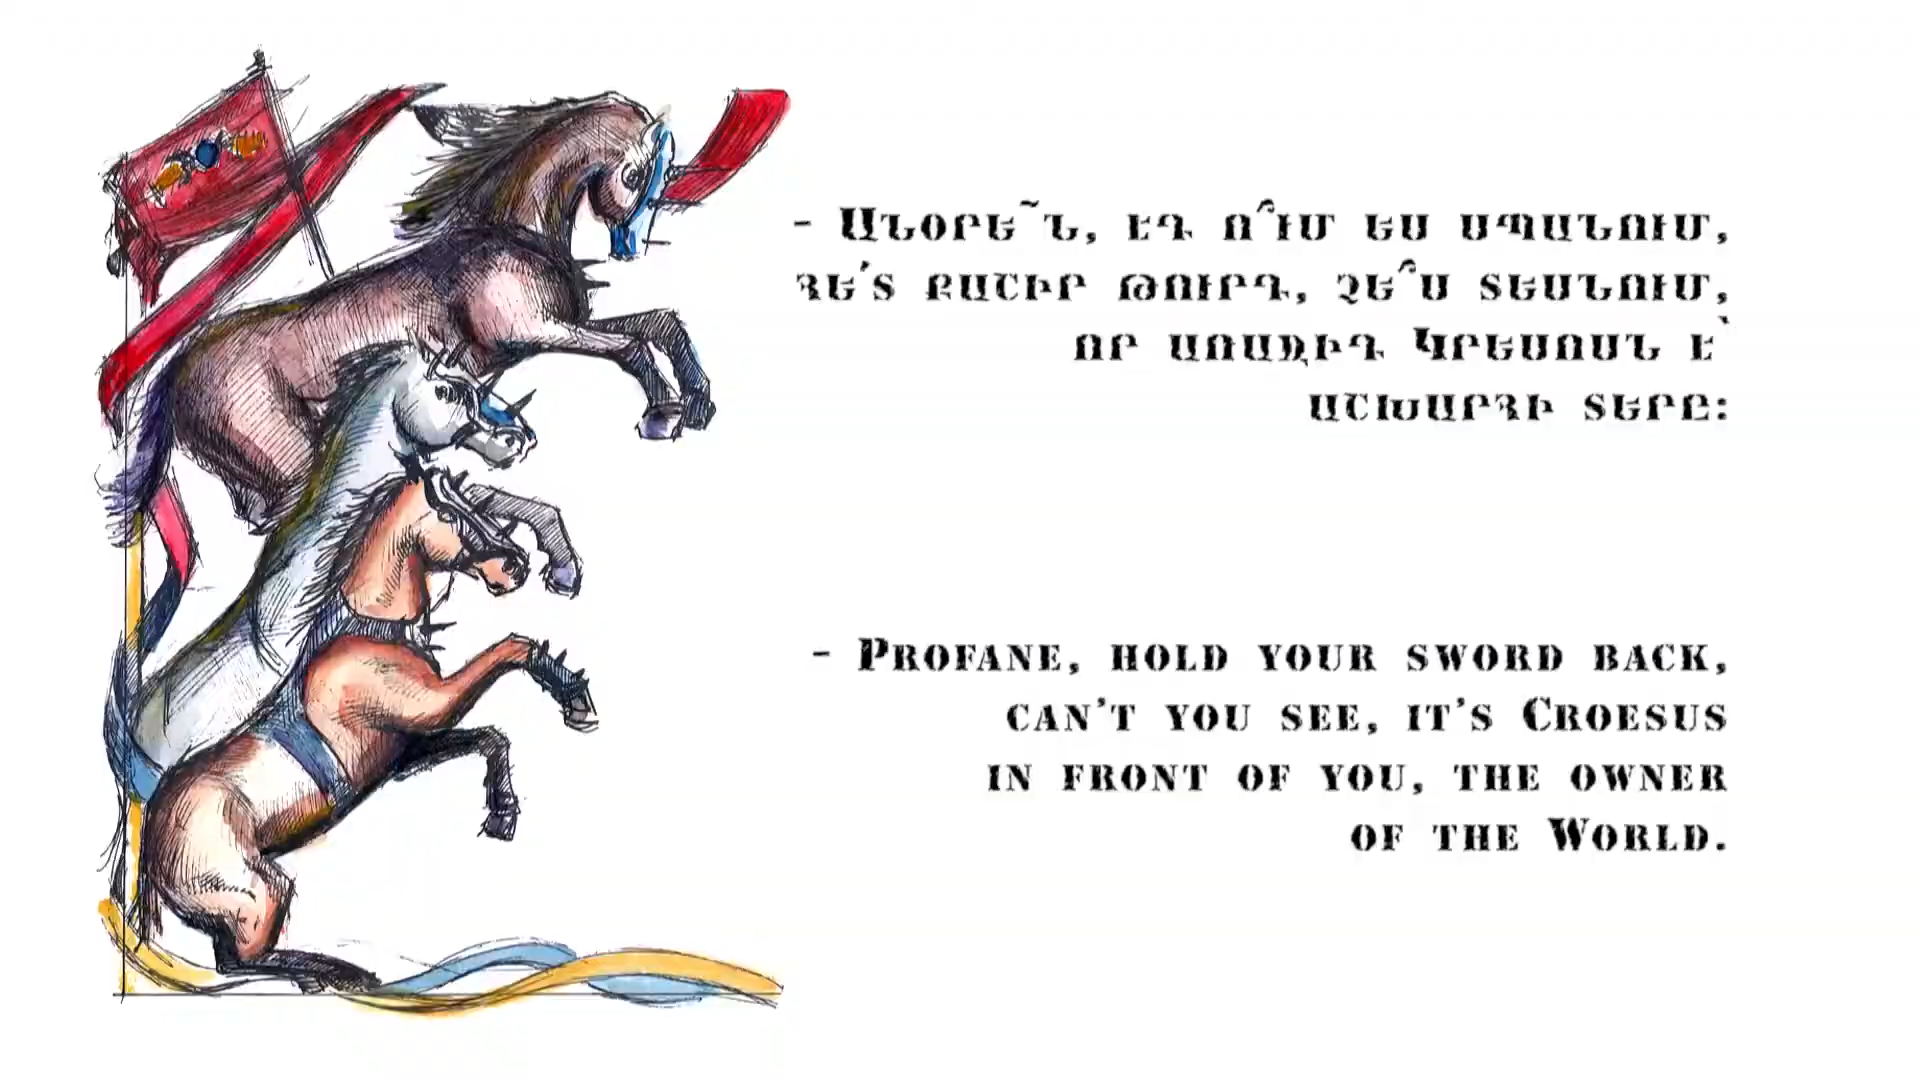 - Անօրե՜ն, էդ ո՞ւմ ես սպանում,
հե՛տ քաշիր թուրդ, չե՞ս տեսնում,
որ առաջիդ Կրեսոսն է՝
աշխարհի տերը:
- Profane, hold your sword back,
can't you see, it's Croesus
in front of you, the owner
of the World.